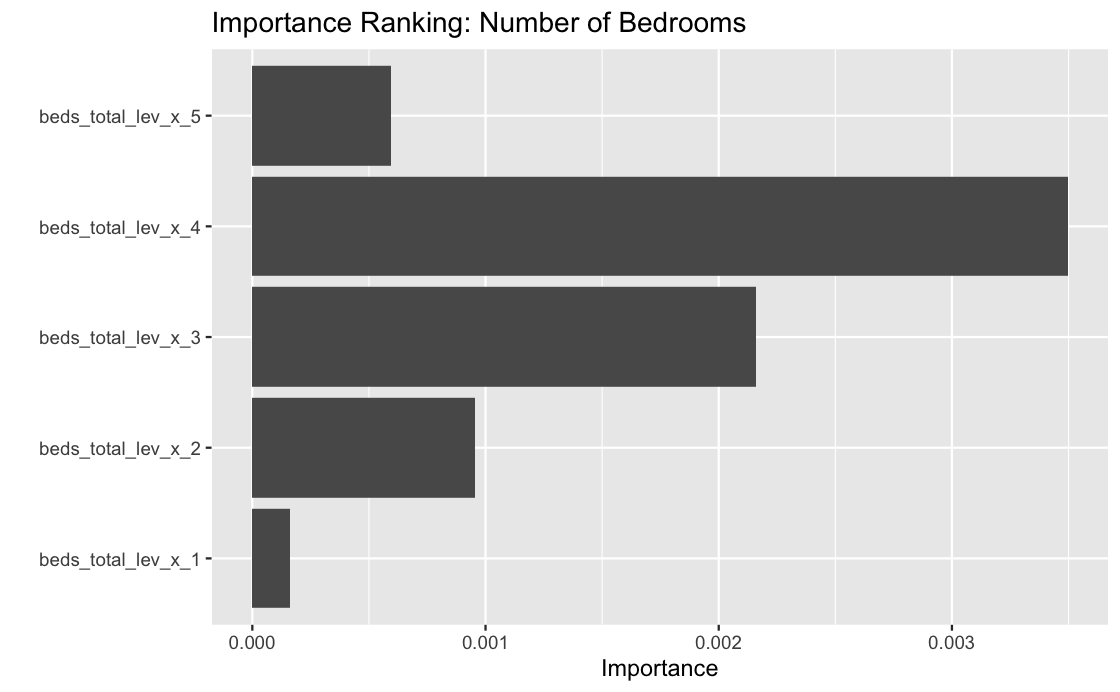 Importance Ranking: Number of Bedrooms
beds_total_lev_x_5
beds_total_lev_x_4
beds_total_lev_x_3
beds_total_lev_x_2
beds_total_lev_x_1
0.000 0.001 0.002 0.003
Importance